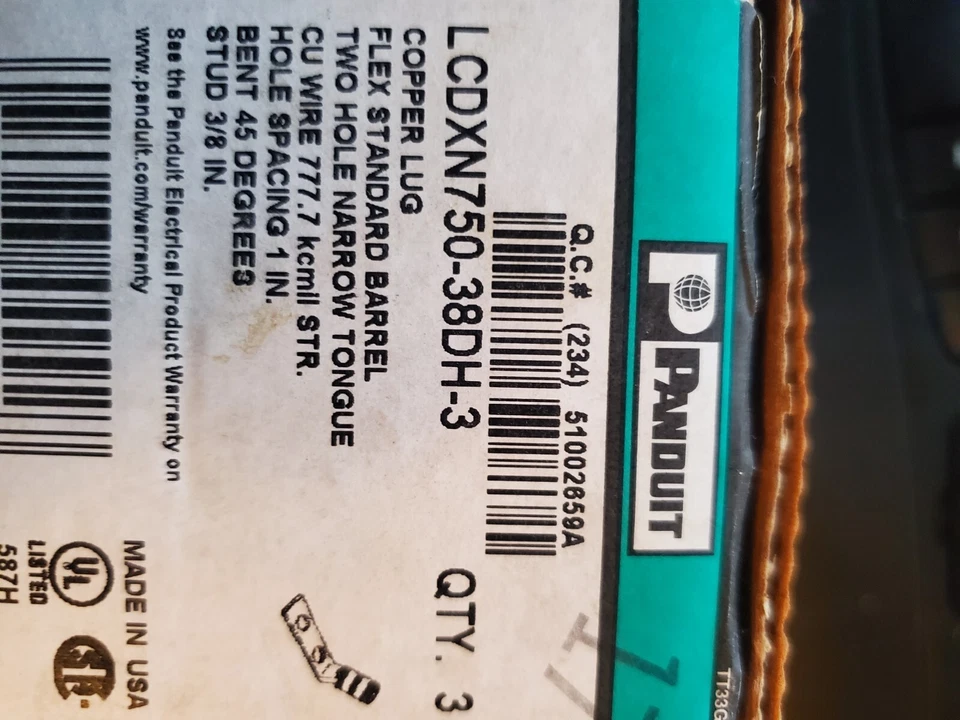 PANDUIT
TT33G
Q.C.# (234) 51002659A
LCDXN750-38DH-3 QTY. 3
COPPER LUG
FLEX STANDARD BARREL
TWO HOLE NARROW TONGUE
CU WIRE 777.7 kcmil STR.
HOLE SPACING 1 IN.
BENT 45 DEGREES
STUD 3/8 IN.
See the Panduit Electrical Product Warranty on
www.panduit.com/warranty
MADE IN USA
UL
LISTED
587H